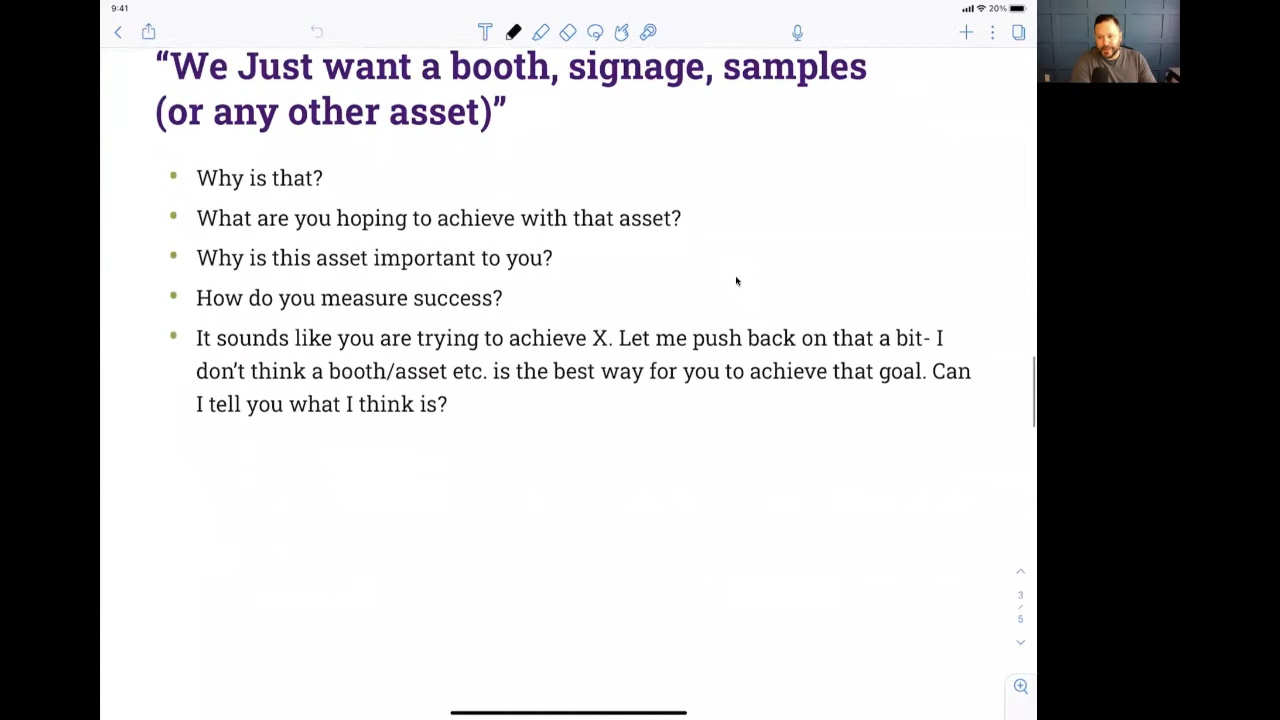 9:41
20%
“We Just want a booth, signage, samples
(or any other asset)”
• Why is that?
• What are you hoping to achieve with that asset?
• Why is this asset important to you?
• How do you measure success?
• It sounds like you are trying to achieve X. Let me push back on that a bit- I
don’t think a booth/asset etc. is the best way for you to achieve that goal. Can
I tell you what I think is?
3
/
5